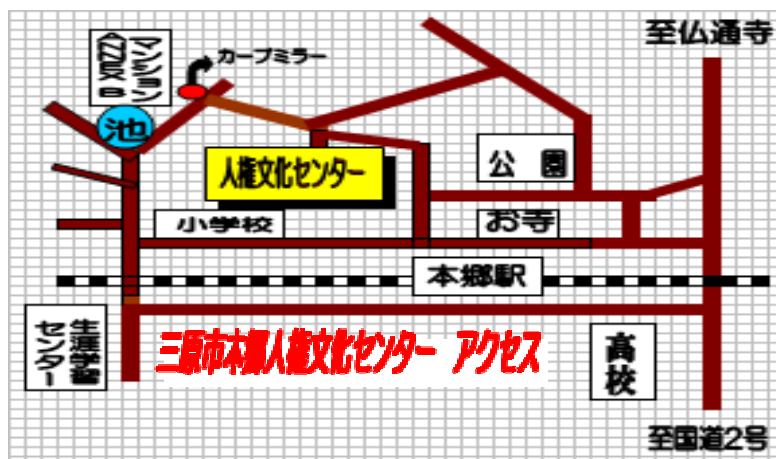 至仏通寺
カーブミラー
マンション
池
人権文化センター
公園
小学校
お寺
本郷駅
生涯学習
センター
三原市本郷人権文化センター アクセス
高校
至国道2号